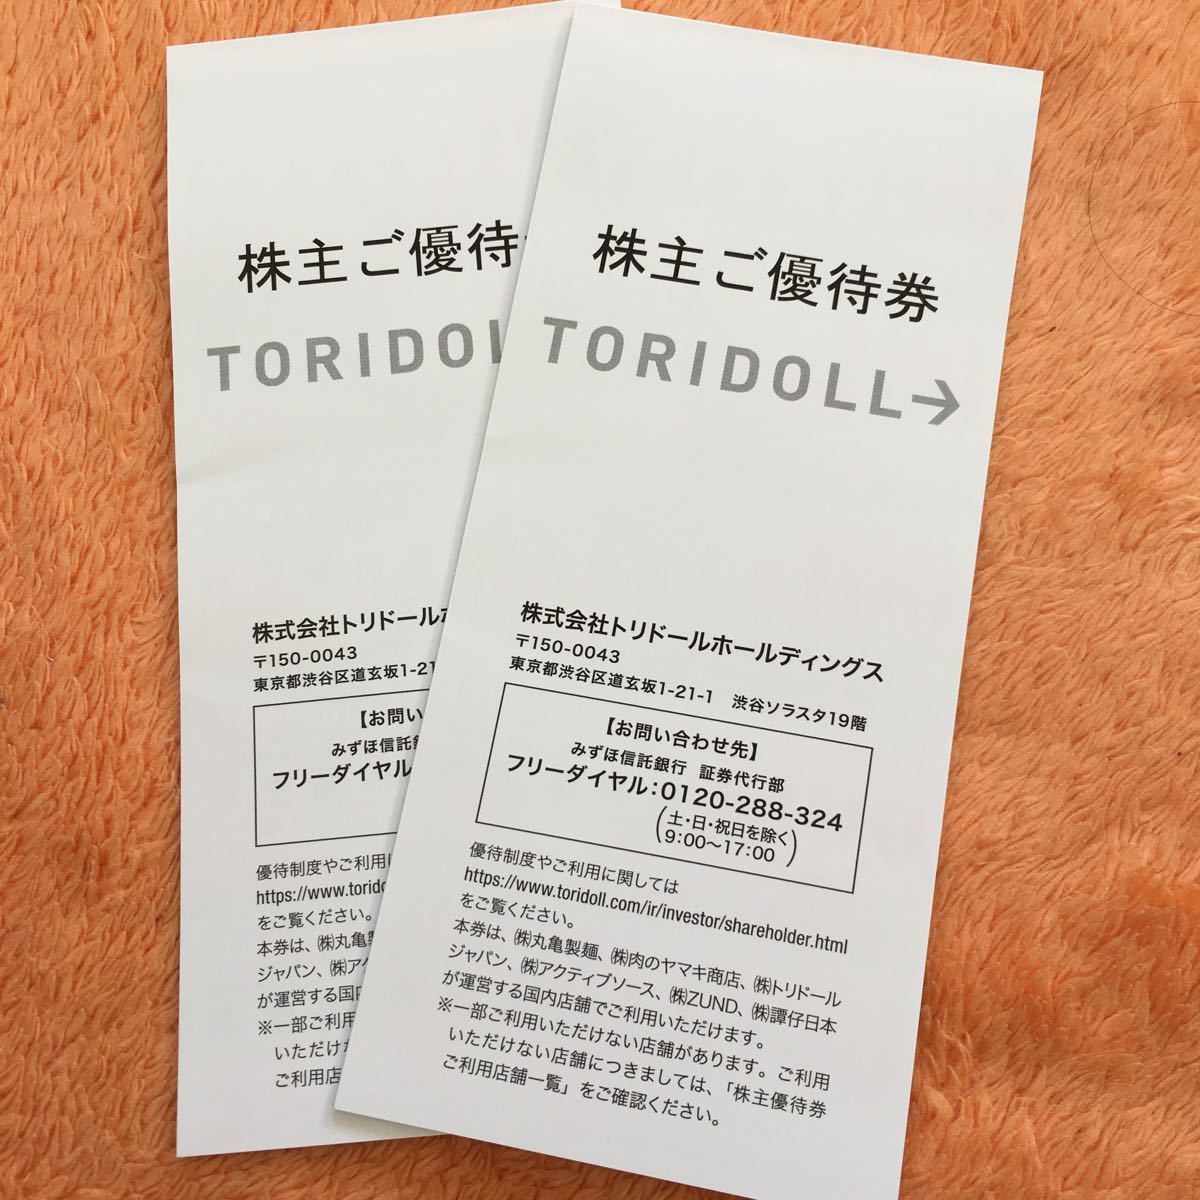 株主ご優待
TORIDOL
株式会社トリドールホ
〒150-0043
東京都渋谷区道玄坂1-21
【お問い
みずほ信託銀
フリーダイヤル
優待制度やご利用に
https://www.torido
をご覧ください。
本券は、㈱丸亀製
ジャパン、㈱アク
が運営する国内
※一部ご利用
いただけな
ご利用店
株主ご優待券
TORIDOLL→
株式会社トリドールホールディングス
〒150-0043
東京都渋谷区道玄坂1-21-1 渋谷ソラスタ19階
【お問い合わせ先】
みずほ信託銀行 証券代行部
フリーダイヤル:0120-288-324
(土・日・祝日を除く
9:00〜17:00)
優待制度やご利用に関しては
https://www.toridoll.com/ir/investor/shareholder.html
をご覧ください。
本券は、㈱丸亀製麺、㈱肉のヤマキ商店、㈱トリドール
ジャパン、㈱アクティブソース、㈱ZUND、㈱譚仔日本
が運営する国内店舗でご利用いただけます。
※一部ご利用いただけない店舗があります。ご利用
いただけない店舗につきましては、「株主優待券
ご利用店舗一覧」をご確認ください。